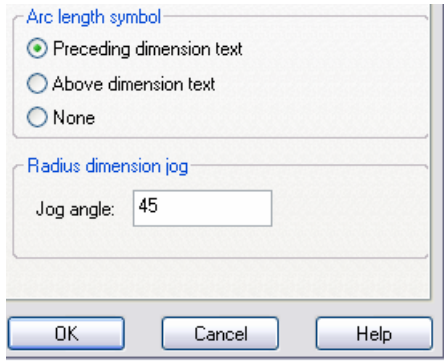 Arc length symbol
Preceding dimension text
Above dimension text
None
Radius dimension jog
Jog angle: 45
OK Cancel Help